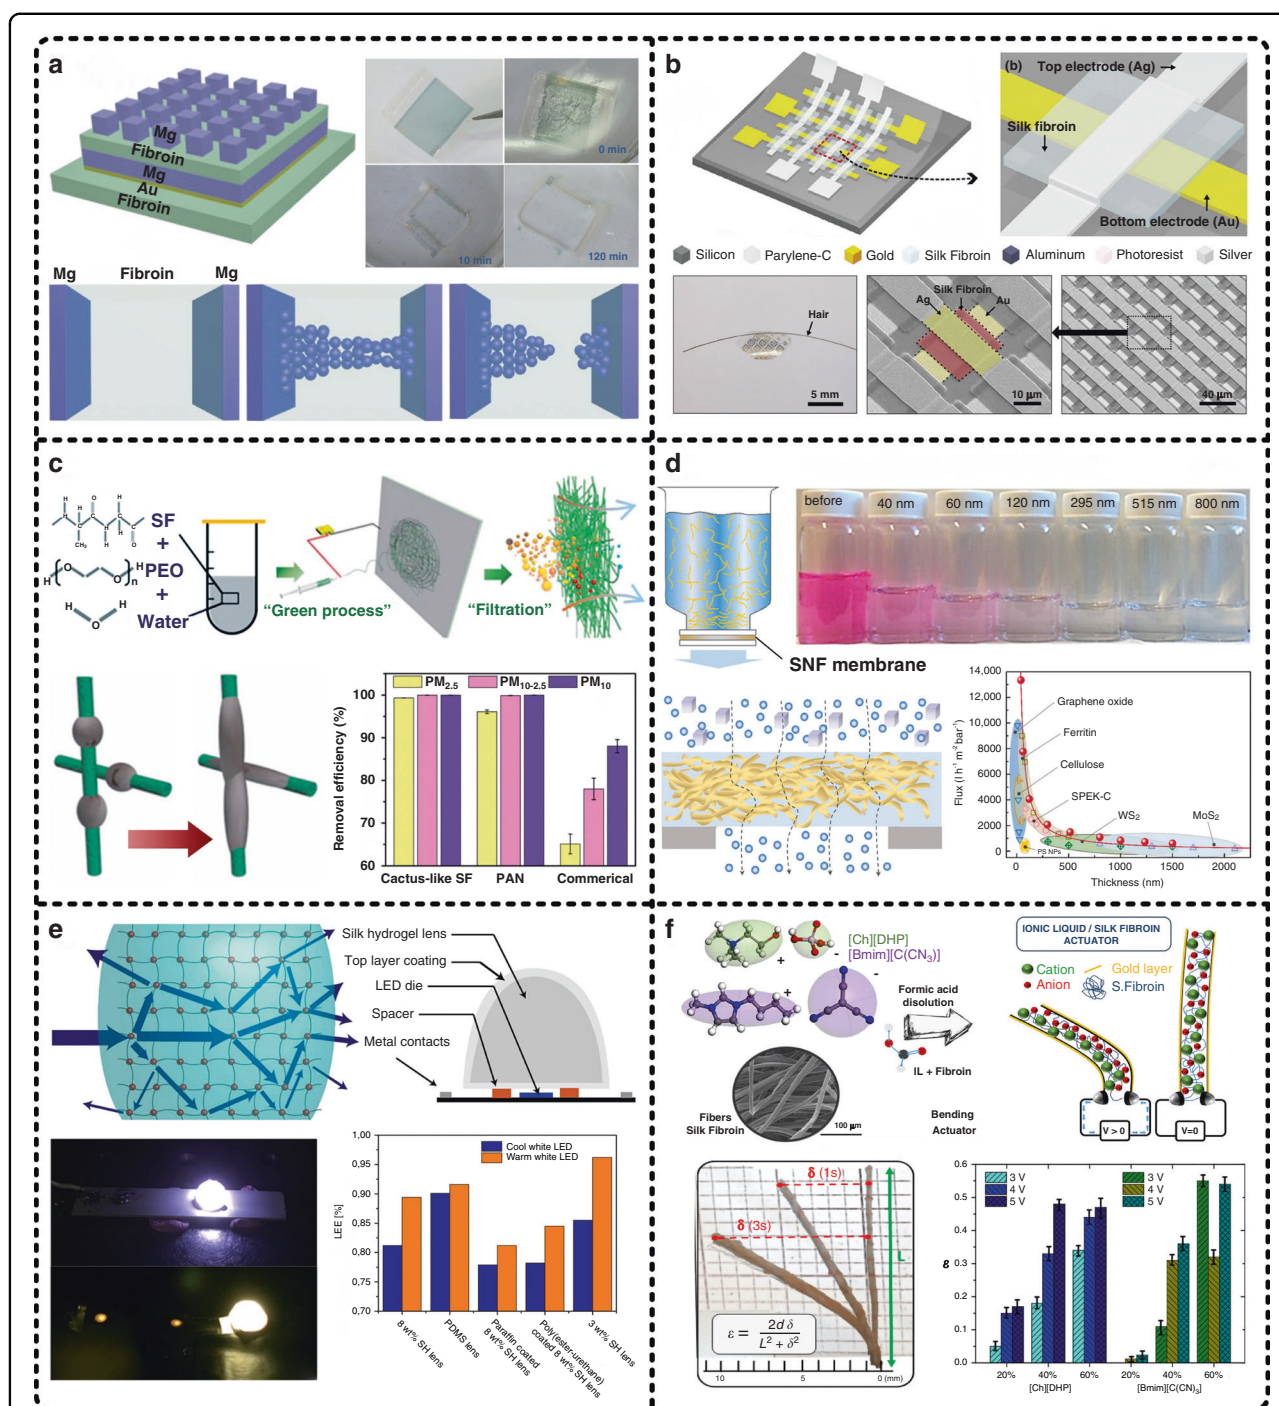 a
Mg
Fibroin
Mg
Au
Fibroin
0 min
10 min
120 min
Mg
Fibroin
Mg
b
(b)
Top electrode (Ag)
Silk fibroin
Bottom electrode (Au)
Silicon
Parylene-C
Gold
Silk Fibroin
Aluminum
Photoresist
Silver
Hair
5 mm
Silk Fibroin
Ag
Au
10 µm
40 µm
c
H
O
H
N
C
C
N
C
C
H
CH3
H
O
SF
+
H
O
O
n
H
PEO
+
H
H
O
Water
"Green process"
"Filtration"
PM2.5
PM10-2.5
PM10
Removal efficiency (%)
100
90
80
70
60
Cactus-like SF
PAN
Commerical
d
before
40 nm
60 nm
120 nm
295 nm
515 nm
800 nm
SNF membrane
14,000
12,000
10,000
8000
6000
4000
2000
0
Flux (l h-1 m-2 bar-1)
Graphene oxide
Ferritin
Cellulose
SPEK-C
WS2
MoS2
PS NPs
0
500
1000
1500
2000
Thickness (nm)
e
Silk hydrogel lens
Top layer coating
LED die
Spacer
Metal contacts
1,00
0,95
0,90
0,85
0,80
0,75
0,70
LEE [%]
Cool white LED
Warm white LED
8 wt% SH lens
PDMS lens
Paraffin coated
8 wt% SH lens
Poly(ester-urethane)
coated 8 wt% SH lens
3 wt% SH lens
f
[Ch][DHP]
[Bmim][C(CN3)]
+
-
+
-
Formic acid
disolution
IL + Fibroin
Fibers
Silk Fibroin
100 µm
Bending
Actuator
IONIC LIQUID / SILK FIBROIN
ACTUATOR
Cation
Anion
Gold layer
S.Fibroin
V > 0
V=0
δ (1s)
δ (3s)
L
ε = 2d δ / L2 + δ2
10
5
0 (mm)
0.6
0.5
0.4
0.3
0.2
0.1
0.0
ε
3 V
4 V
5 V
3 V
4 V
5 V
20%
40%
60%
20%
40%
60%
[Ch][DHP]
[Bmim][C(CN)3]